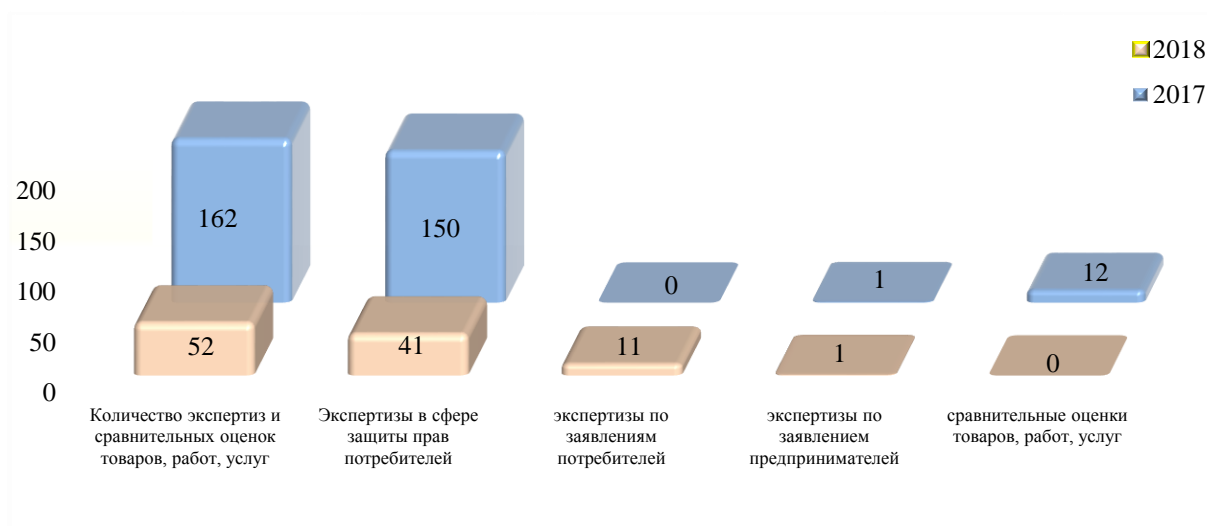 2018
2017
200
150
100
50
0
162
150
0
1
12
52
41
11
1
0
Количество экспертиз и
сравнительных оценок
товаров, работ, услуг
Экспертизы в сфере
защиты прав
потребителей
экспертизы по
заявлениям
потребителей
экспертизы по
заявлением
предпринимателей
сравнительные оценки
товаров, работ, услуг